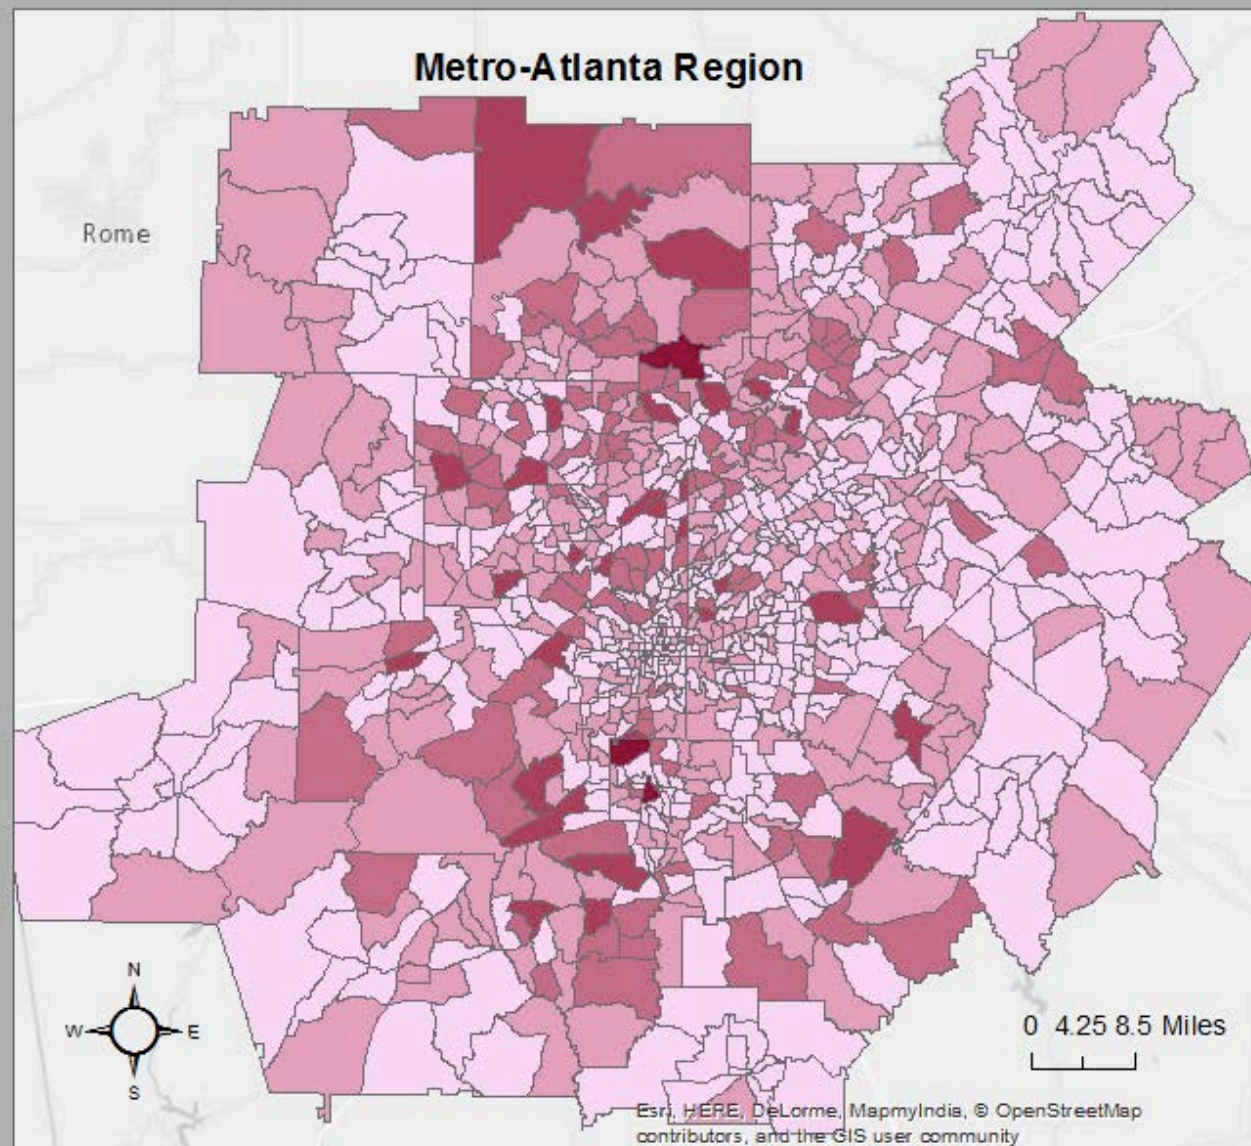 Metro-Atlanta Region
Rome
N
W E
S
0 4.25 8.5 Miles
Esri, HERE, DeLorme, MapmyIndia, © OpenStreetMap
contributors, and the GIS user community